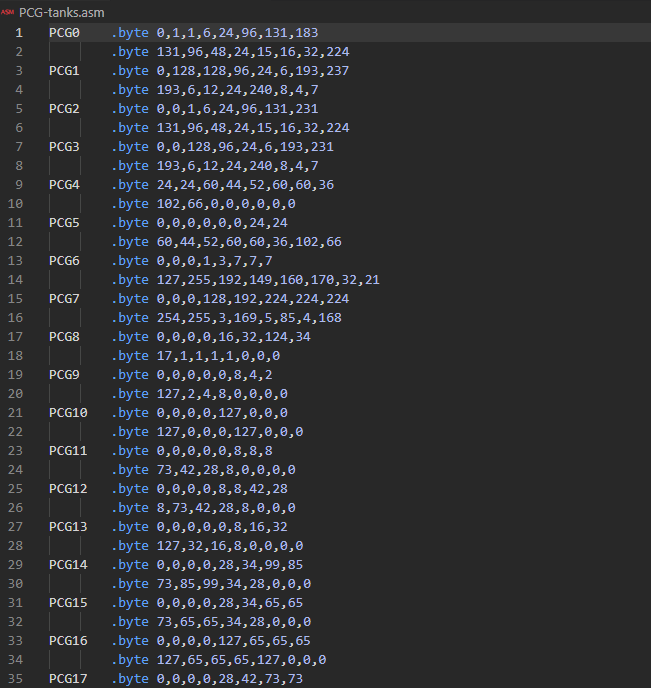 ASM PCG-tanks.asm
1 PCG0 .byte 0,1,1,6,24,96,131,183
2 .byte 131,96,48,24,15,16,32,224
3 PCG1 .byte 0,128,128,96,24,6,193,237
4 .byte 193,6,12,24,240,8,4,7
5 PCG2 .byte 0,0,1,6,24,96,131,231
6 .byte 131,96,48,24,15,16,32,224
7 PCG3 .byte 0,0,128,96,24,6,193,231
8 .byte 193,6,12,24,240,8,4,7
9 PCG4 .byte 24,24,60,44,52,60,60,36
10 .byte 102,66,0,0,0,0,0,0
11 PCG5 .byte 0,0,0,0,0,0,24,24
12 .byte 60,44,52,60,60,36,102,66
13 PCG6 .byte 0,0,0,1,3,7,7,7
14 .byte 127,255,192,149,160,170,32,21
15 PCG7 .byte 0,0,0,128,192,224,224,224
16 .byte 254,255,3,169,5,85,4,168
17 PCG8 .byte 0,0,0,0,16,32,124,34
18 .byte 17,1,1,1,1,0,0,0
19 PCG9 .byte 0,0,0,0,0,8,4,2
20 .byte 127,2,4,8,0,0,0,0
21 PCG10 .byte 0,0,0,0,127,0,0,0
22 .byte 127,0,0,0,127,0,0,0
23 PCG11 .byte 0,0,0,0,0,8,8,8
24 .byte 73,42,28,8,0,0,0,0
25 PCG12 .byte 0,0,0,0,8,8,42,28
26 .byte 8,73,42,28,8,0,0,0
27 PCG13 .byte 0,0,0,0,0,8,16,32
28 .byte 127,32,16,8,0,0,0,0
29 PCG14 .byte 0,0,0,0,28,34,99,85
30 .byte 73,85,99,34,28,0,0,0
31 PCG15 .byte 0,0,0,0,28,34,65,65
32 .byte 73,65,65,34,28,0,0,0
33 PCG16 .byte 0,0,0,0,127,65,65,65
34 .byte 127,65,65,65,127,0,0,0
35 PCG17 .byte 0,0,0,0,28,42,73,73